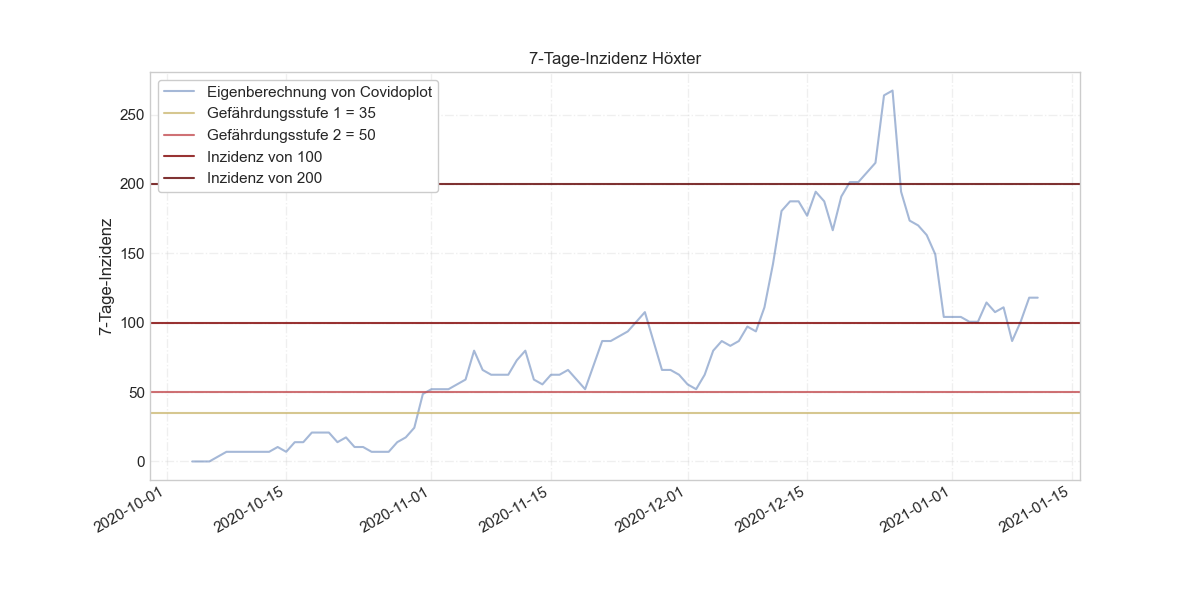 7-Tage-Inzidenz Höxter
Eigenberechnung von Covidoplot
Gefährdungsstufe 1 = 35
Gefährdungsstufe 2 = 50
Inzidenz von 100
Inzidenz von 200
7-Tage-Inzidenz
250
200
150
100
50
0
2020-10-01
2020-10-15
2020-11-01
2020-11-15
2020-12-01
2020-12-15
2021-01-01
2021-01-15